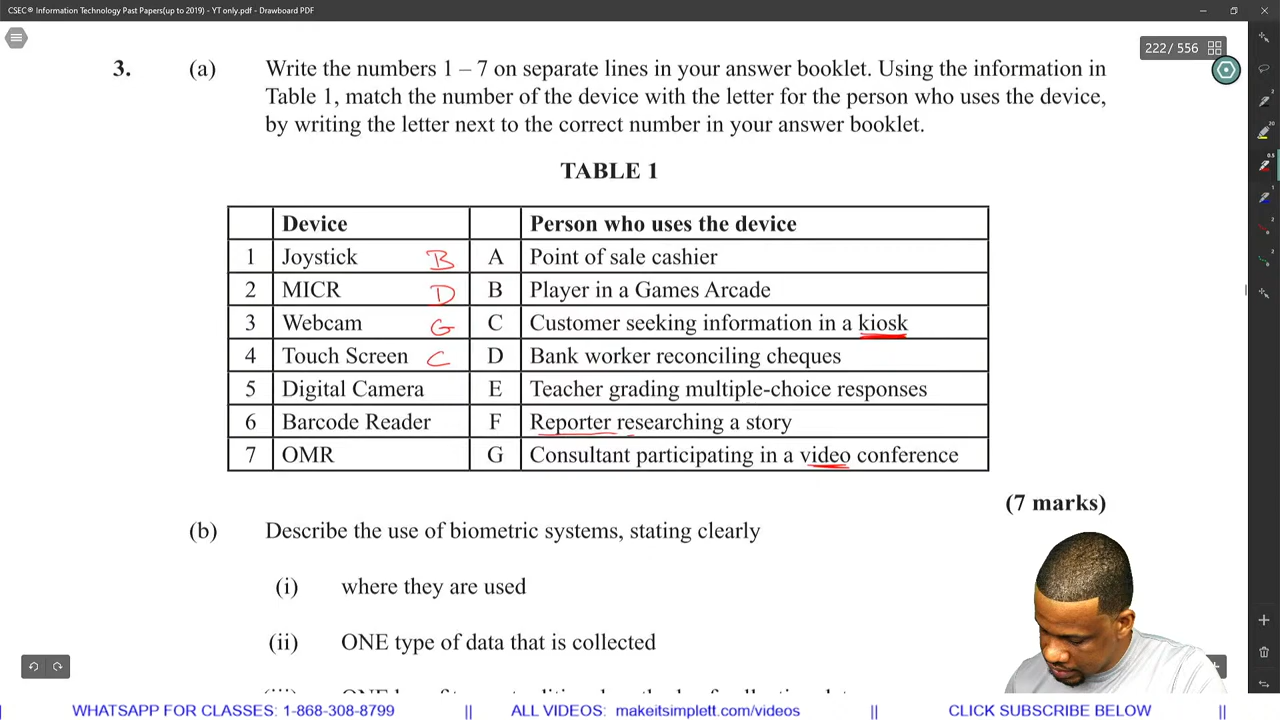 CSEC® Information Technology Past Papers(up to 2019) - YT only.pdf - Drawboard PDF
222 / 556
3. (a) Write the numbers 1 – 7 on separate lines in your answer booklet. Using the information in
Table 1, match the number of the device with the letter for the person who uses the device,
by writing the letter next to the correct number in your answer booklet.
TABLE 1
Device Person who uses the device
1 Joystick B A Point of sale cashier
2 MICR D B Player in a Games Arcade
3 Webcam G C Customer seeking information in a kiosk
4 Touch Screen C D Bank worker reconciling cheques
5 Digital Camera E Teacher grading multiple-choice responses
6 Barcode Reader F Reporter researching a story
7 OMR G Consultant participating in a video conference
(7 marks)
(b) Describe the use of biometric systems, stating clearly
(i) where they are used
(ii) ONE type of data that is collected
WHATSAPP FOR CLASSES: 1-868-308-8799 || ALL VIDEOS: makeitsimplett.com/videos || CLICK SUBSCRIBE BELOW ||